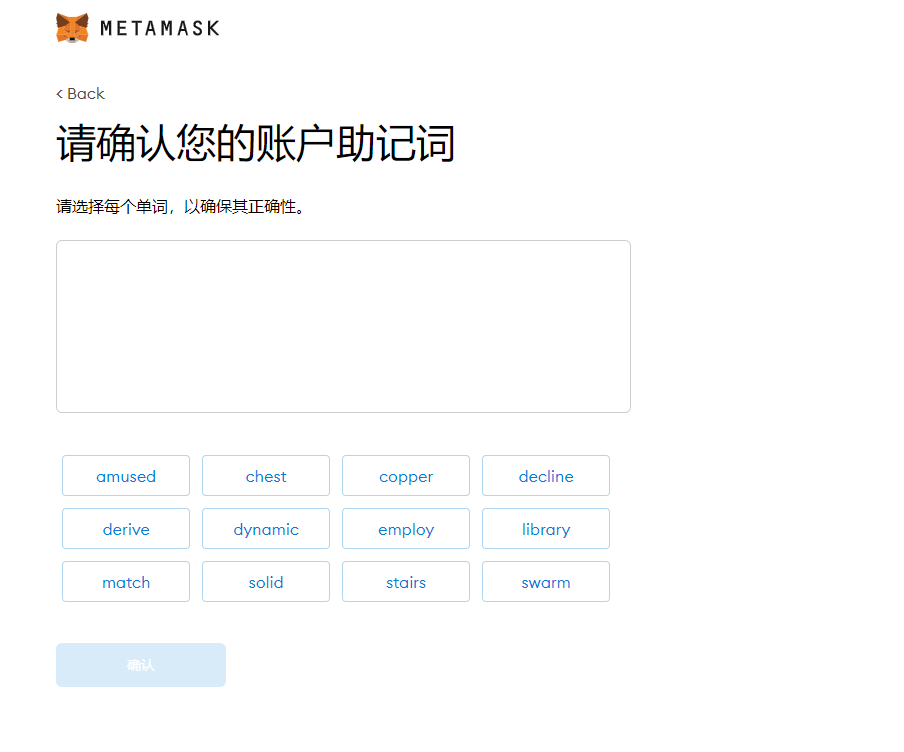 METAMASK
< Back
请确认您的账户助记词
请选择每个单词，以确保其正确性。
amused chest copper decline
derive dynamic employ library
match solid stairs swarm
确认